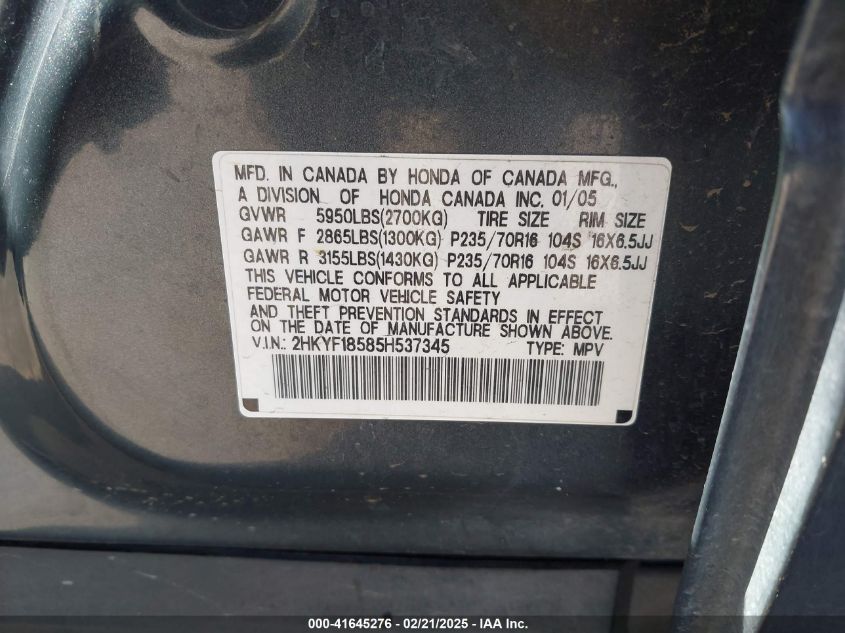 MFD. IN CANADA BY HONDA OF CANADA MFG.,
A DIVISION OF HONDA CANADA INC. 01/05
GVWR 5950LBS(2700KG) TIRE SIZE RIM SIZE
GAWR F 2865LBS(1300KG) P235/70R16 104S 16X6.5JJ
GAWR R 3155LBS(1430KG) P235/70R16 104S 16X6.5JJ
THIS VEHICLE CONFORMS TO ALL APPLICABLE
FEDERAL MOTOR VEHICLE SAFETY
AND THEFT PREVENTION STANDARDS IN EFFECT
ON THE DATE OF MANUFACTURE SHOWN ABOVE.
V.I.N.: 2HKYF18585H537345 TYPE: MPV
000-41645276 - 02/21/2025 - IAA Inc.